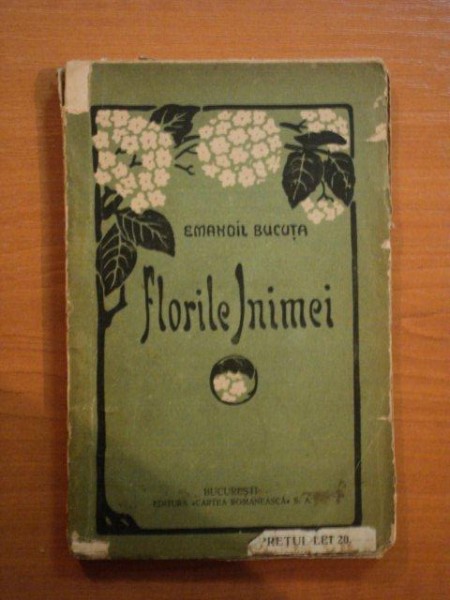 EMANOIL BUCUȚA
Florile Inimei
BUCUREȘTI
EDITURA «CARTEA ROMÂNEASCĂ» S. A.
PREȚUL LEI 20.